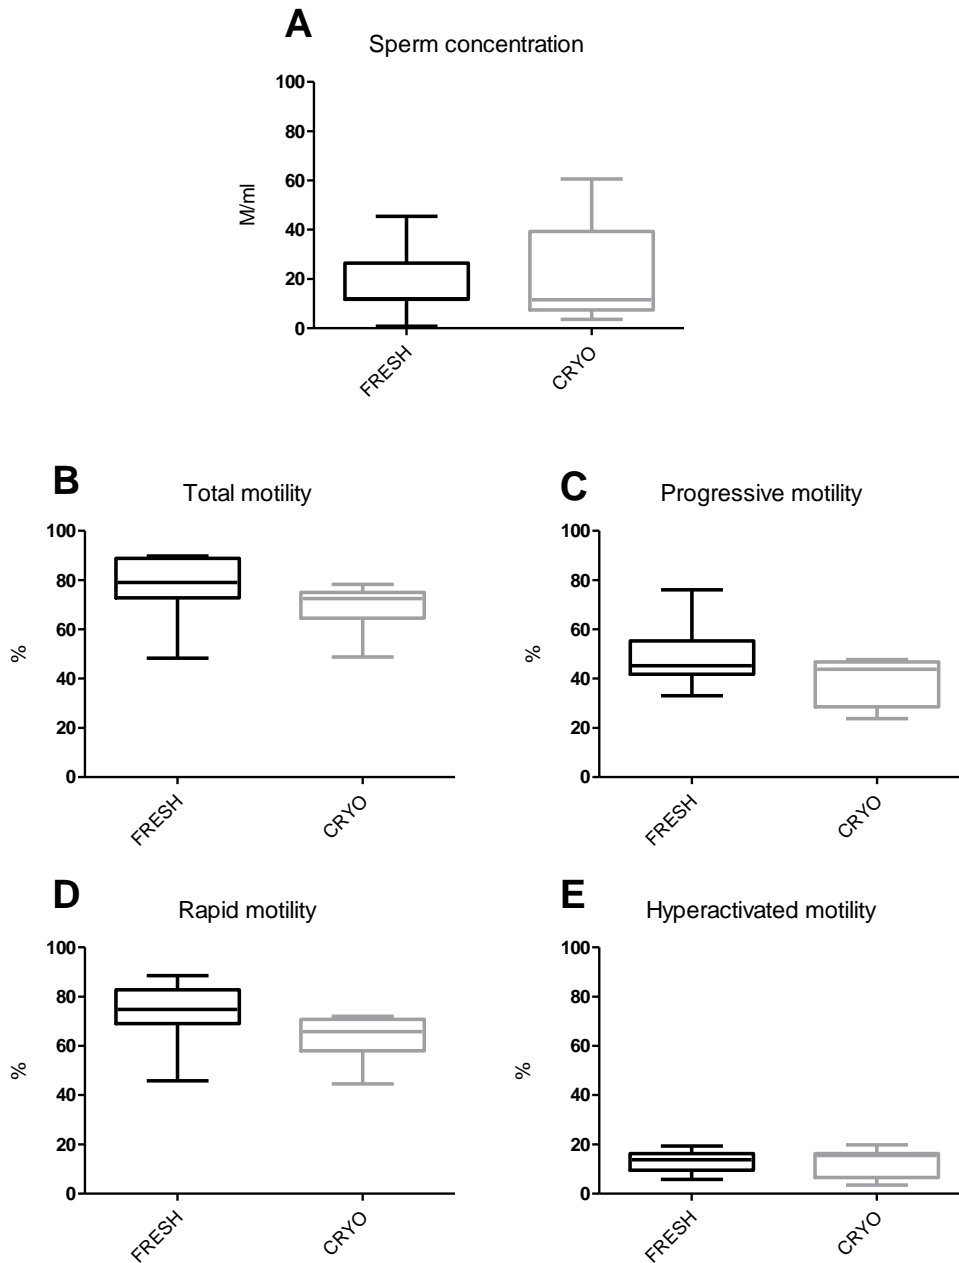 A
Sperm concentration
100
80
60
40
20
0
M/ml
FRESH
CRYO
B
Total motility
100
80
60
40
20
0
%
FRESH
CRYO
C
Progressive motility
100
80
60
40
20
0
%
FRESH
CRYO
D
Rapid motility
100
80
60
40
20
0
%
FRESH
CRYO
E
Hyperactivated motility
100
80
60
40
20
0
%
FRESH
CRYO